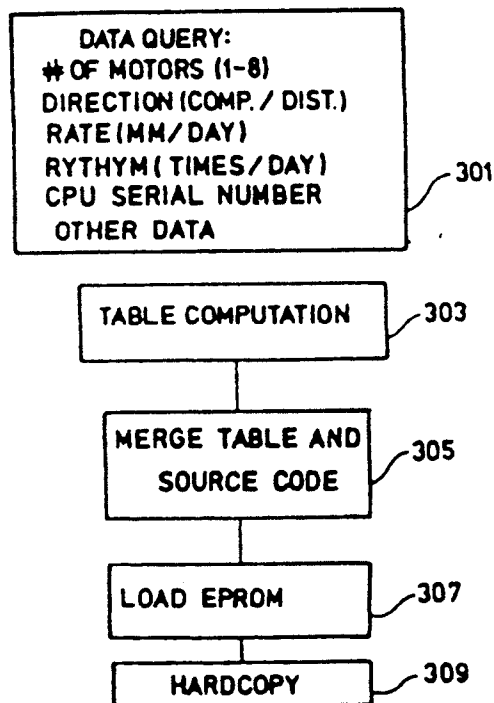 DATA QUERY:
# OF MOTORS (1-8)
DIRECTION (COMP. / DIST.)
RATE (MM/DAY)
RYTHYM ( TIMES/DAY)
CPU SERIAL NUMBER
OTHER DATA
301
TABLE COMPUTATION
303
MERGE TABLE AND
SOURCE CODE
305
LOAD EPROM
307
HARDCOPY
309